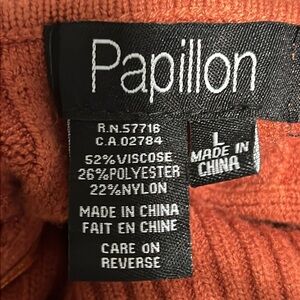 Papillon
R.N.57716
C.A.02784
52%VISCOSE
26%POLYESTER
22%NYLON
MADE IN CHINA
FAIT EN CHINE
CARE ON
REVERSE
L
MADE IN
CHINA